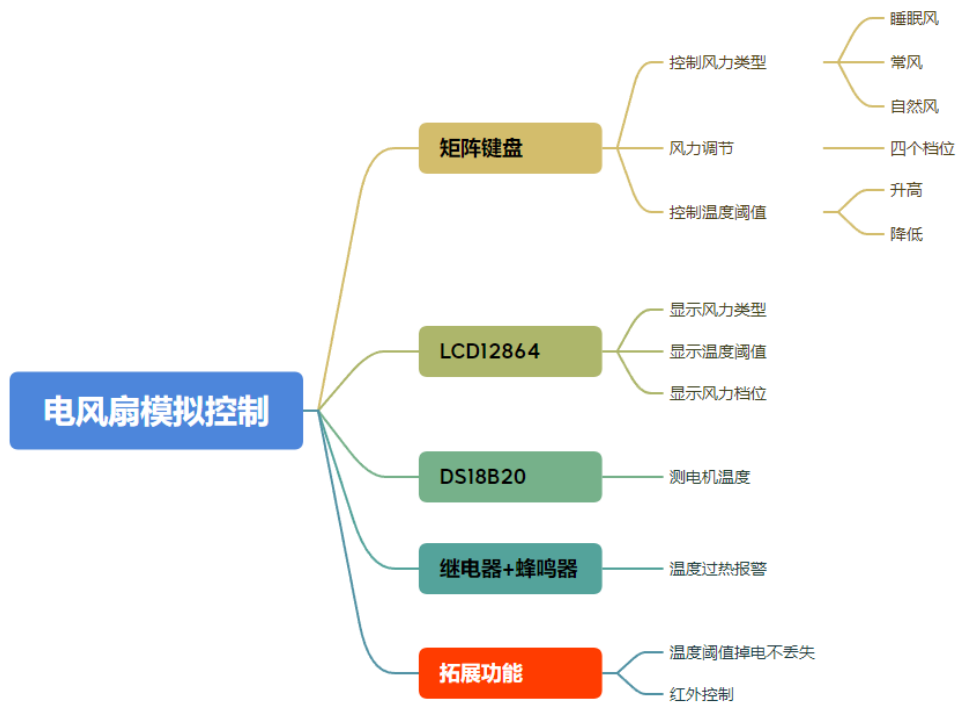 电风扇模拟控制
矩阵键盘
控制风力类型
睡眠风
常风
自然风
风力调节
四个档位
控制温度阈值
升高
降低
LCD12864
显示风力类型
显示温度阈值
显示风力档位
DS18B20
测电机温度
继电器+蜂鸣器
温度过热报警
拓展功能
温度阈值掉电不丢失
红外控制